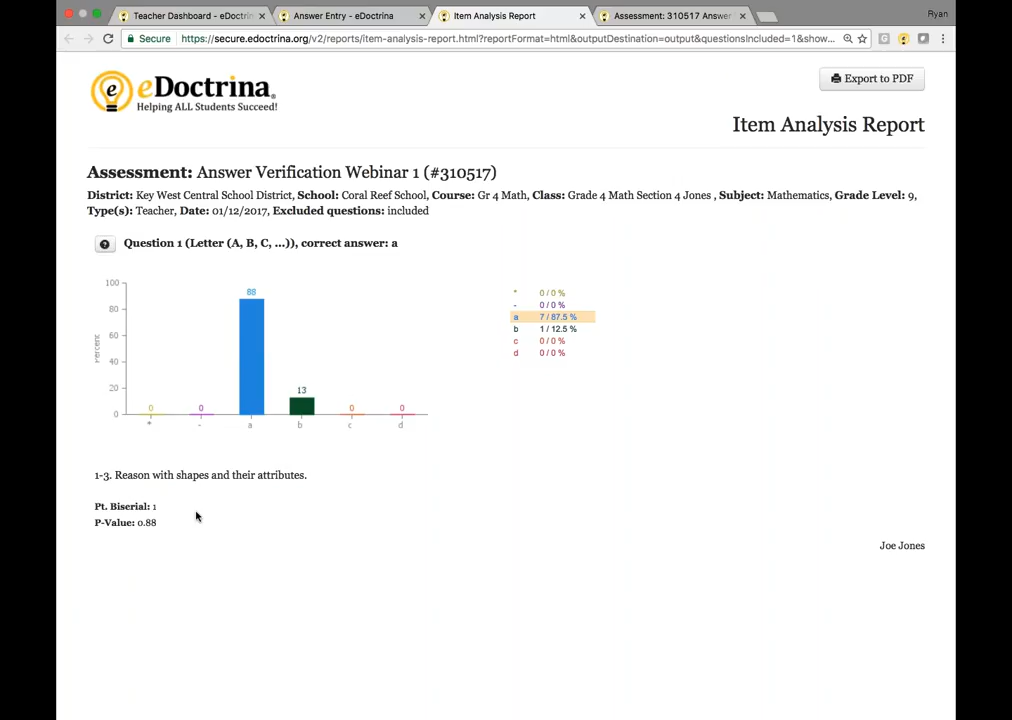 Teacher Dashboard - eDoctrin
Answer Entry - eDoctrina
Item Analysis Report
Assessment: 310517 Answer
Ryan
Secure
https://secure.edoctrina.org/v2/reports/item-analysis-report.html?reportFormat=html&outputDestination=output&questionsIncluded=1&show...
e eDoctrina®
Helping ALL Students Succeed!
Export to PDF
Item Analysis Report
Assessment: Answer Verification Webinar 1 (#310517)
District: Key West Central School District, School: Coral Reef School, Course: Gr 4 Math, Class: Grade 4 Math Section 4 Jones , Subject: Mathematics, Grade Level: 9,
Type(s): Teacher, Date: 01/12/2017, Excluded questions: included
? Question 1 (Letter (A, B, C, ...)), correct answer: a
100
80
60
40
20
0
Percent
0 0 88 13 0 0
* - a b c d
* 0 / 0 %
- 0 / 0 %
a 7 / 87.5 %
b 1 / 12.5 %
c 0 / 0 %
d 0 / 0 %
1-3. Reason with shapes and their attributes.
Pt. Biserial: 1
P-Value: 0.88
Joe Jones